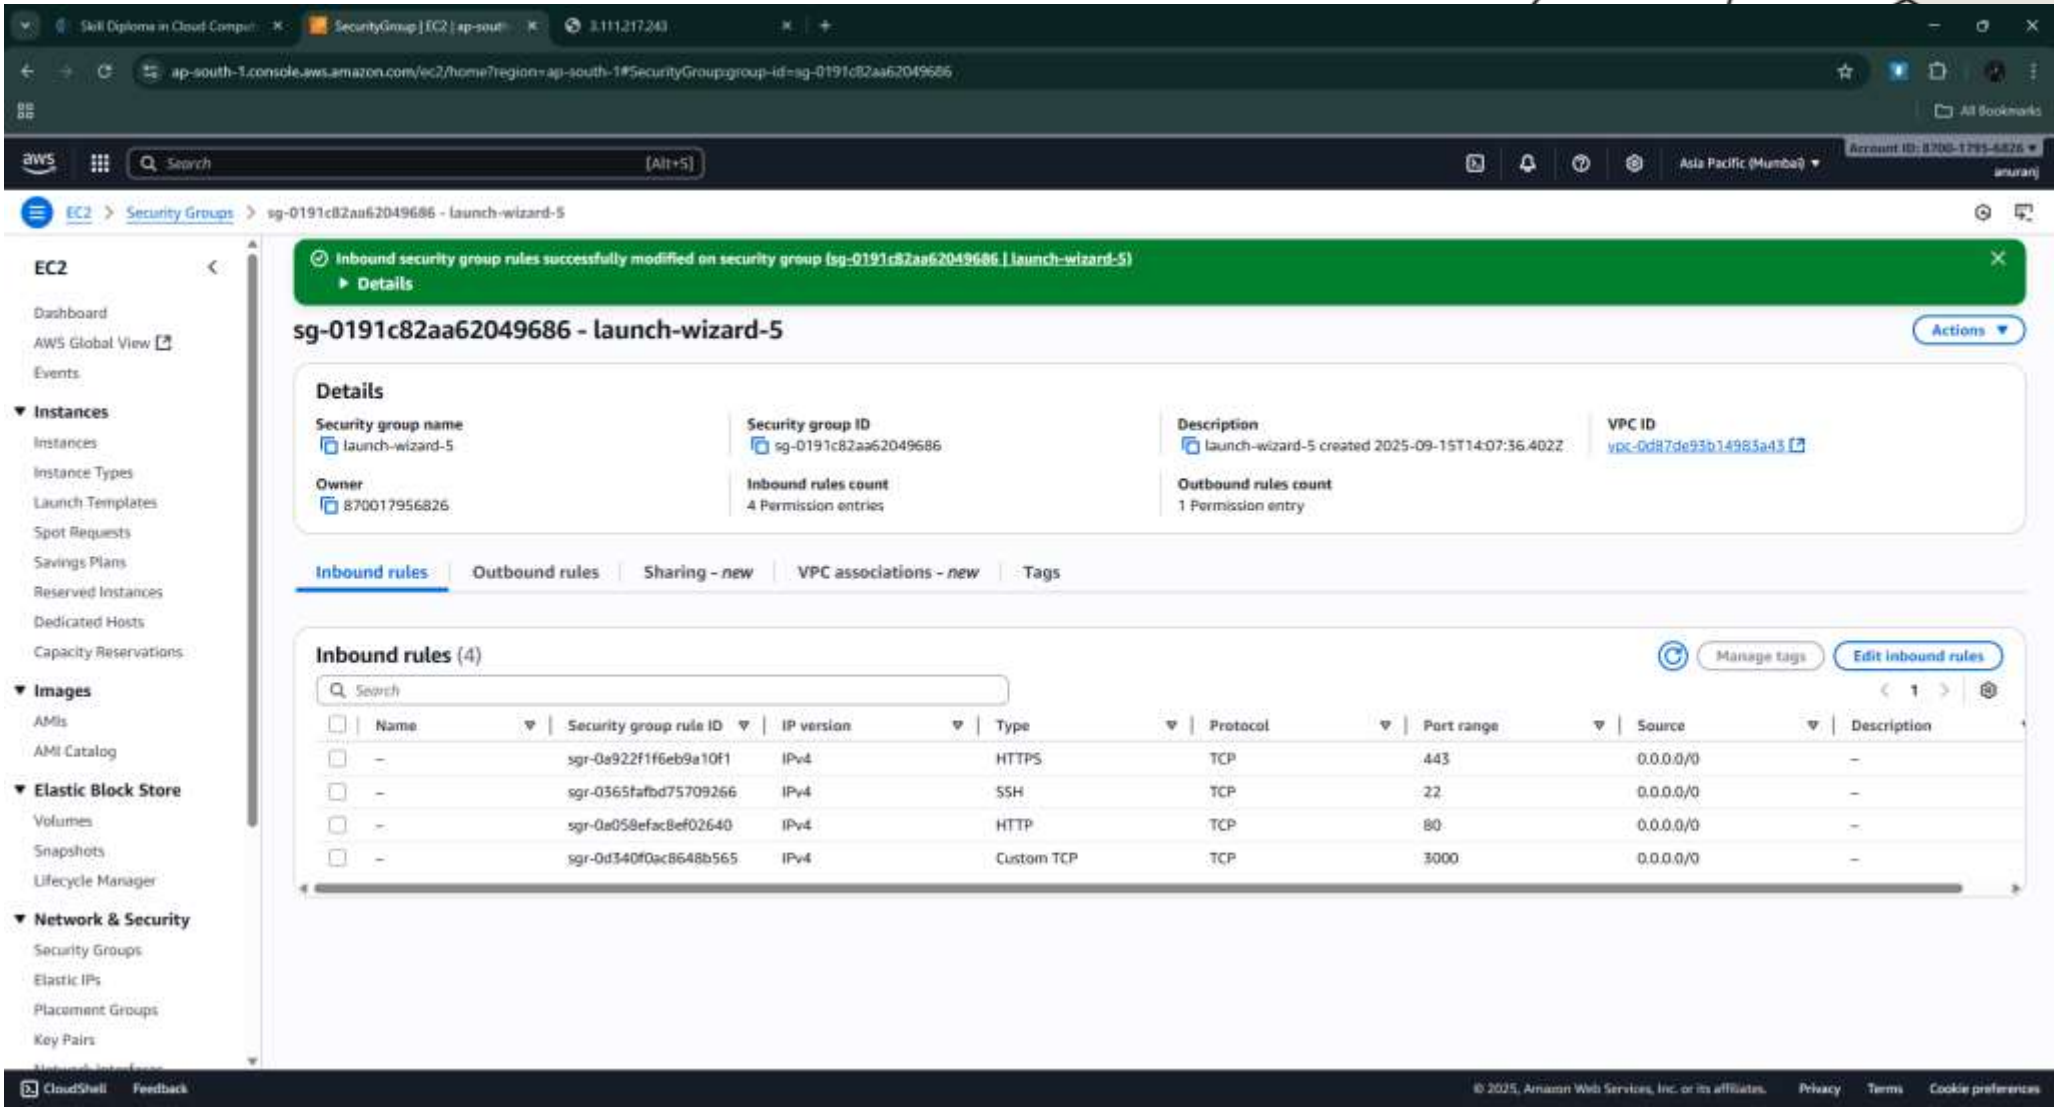 Skill Diploma in Cloud Comput
SecurityGroup | EC2 | ap-sout
3.111.217.243
ap-south-1.console.aws.amazon.com/ec2/home?region=ap-south-1#SecurityGroup:group-id=sg-0191c82aa62049686
All Bookmarks
aws
Search
[Alt+S]
Asia Pacific (Mumbai)
Account ID: 8700-1795-6826
anuranj
EC2 > Security Groups > sg-0191c82aa62049686 - launch-wizard-5
EC2
Dashboard
AWS Global View
Events
Instances
Instances
Instance Types
Launch Templates
Spot Requests
Savings Plans
Reserved Instances
Dedicated Hosts
Capacity Reservations
Images
AMIs
AMI Catalog
Elastic Block Store
Volumes
Snapshots
Lifecycle Manager
Network & Security
Security Groups
Elastic IPs
Placement Groups
Key Pairs
Network Interfaces
Inbound security group rules successfully modified on security group (sg-0191c82aa62049686 | launch-wizard-5)
Details
sg-0191c82aa62049686 - launch-wizard-5
Actions
Details
Security group name
launch-wizard-5
Security group ID
sg-0191c82aa62049686
Description
launch-wizard-5 created 2025-09-15T14:07:36.402Z
VPC ID
vpc-0d87de93b14983a43
Owner
870017956826
Inbound rules count
4 Permission entries
Outbound rules count
1 Permission entry
Inbound rules Outbound rules Sharing - new VPC associations - new Tags
Inbound rules (4)
Manage tags
Edit inbound rules
Search
1
Name Security group rule ID IP version Type Protocol Port range Source Description
– sgr-0a922f1f6eb9a10f1 IPv4 HTTPS TCP 443 0.0.0.0/0 –
– sgr-0365fafbd75709266 IPv4 SSH TCP 22 0.0.0.0/0 –
– sgr-0a058efac8ef02640 IPv4 HTTP TCP 80 0.0.0.0/0 –
– sgr-0d340f0ac8648b565 IPv4 Custom TCP TCP 3000 0.0.0.0/0 –
CloudShell Feedback
© 2025, Amazon Web Services, Inc. or its affiliates. Privacy Terms Cookie preferences